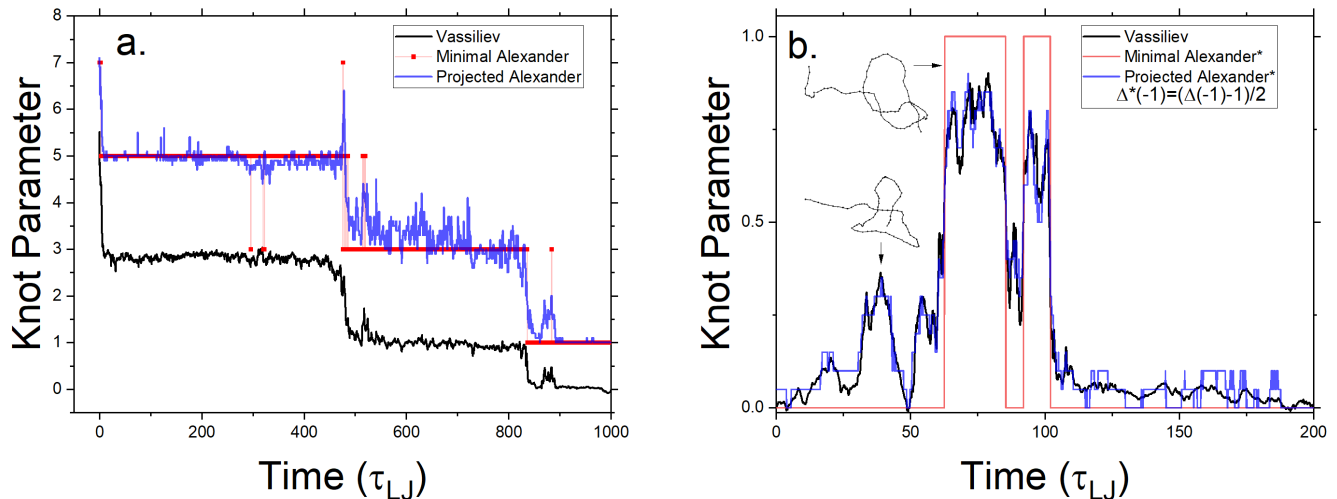 a.
Vassiliev
Minimal Alexander
Projected Alexander
Knot Parameter
8
7
6
5
4
3
2
1
0
0
200
400
600
800
1000
Time (τLJ)
b.
Vassiliev
Minimal Alexander*
Projected Alexander*
Δ*(-1)=(Δ(-1)-1)/2
Knot Parameter
1.0
0.5
0.0
0
50
100
150
200
Time (τLJ)